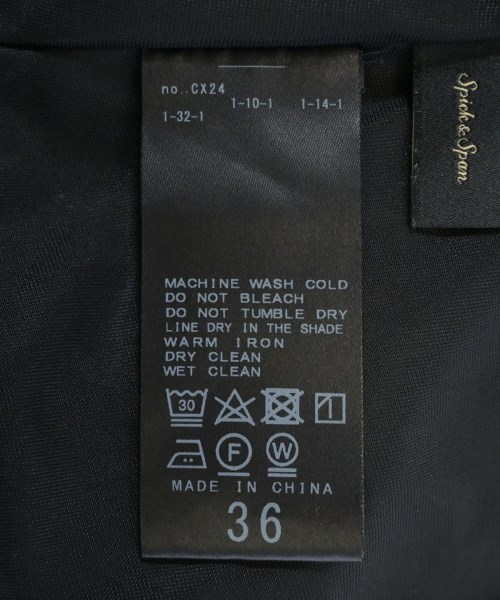 no..CX24
1-10-1 1-14-1
1-32-1
Spick&Span
MACHINE WASH COLD
DO NOT BLEACH
DO NOT TUMBLE DRY
LINE DRY IN THE SHADE
WARM IRON
DRY CLEAN
WET CLEAN
30
F W
MADE IN CHINA
36